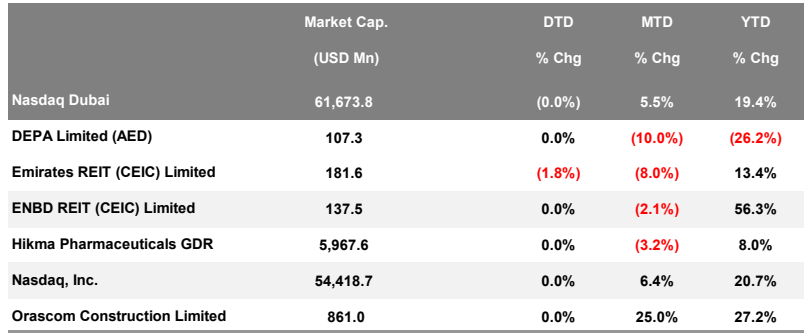 Market Cap. DTD MTD YTD
(USD Mn) % Chg % Chg % Chg
Nasdaq Dubai 61,673.8 (0.0%) 5.5% 19.4%
DEPA Limited (AED) 107.3 0.0% (10.0%) (26.2%)
Emirates REIT (CEIC) Limited 181.6 (1.8%) (8.0%) 13.4%
ENBD REIT (CEIC) Limited 137.5 0.0% (2.1%) 56.3%
Hikma Pharmaceuticals GDR 5,967.6 0.0% (3.2%) 8.0%
Nasdaq, Inc. 54,418.7 0.0% 6.4% 20.7%
Orascom Construction Limited 861.0 0.0% 25.0% 27.2%